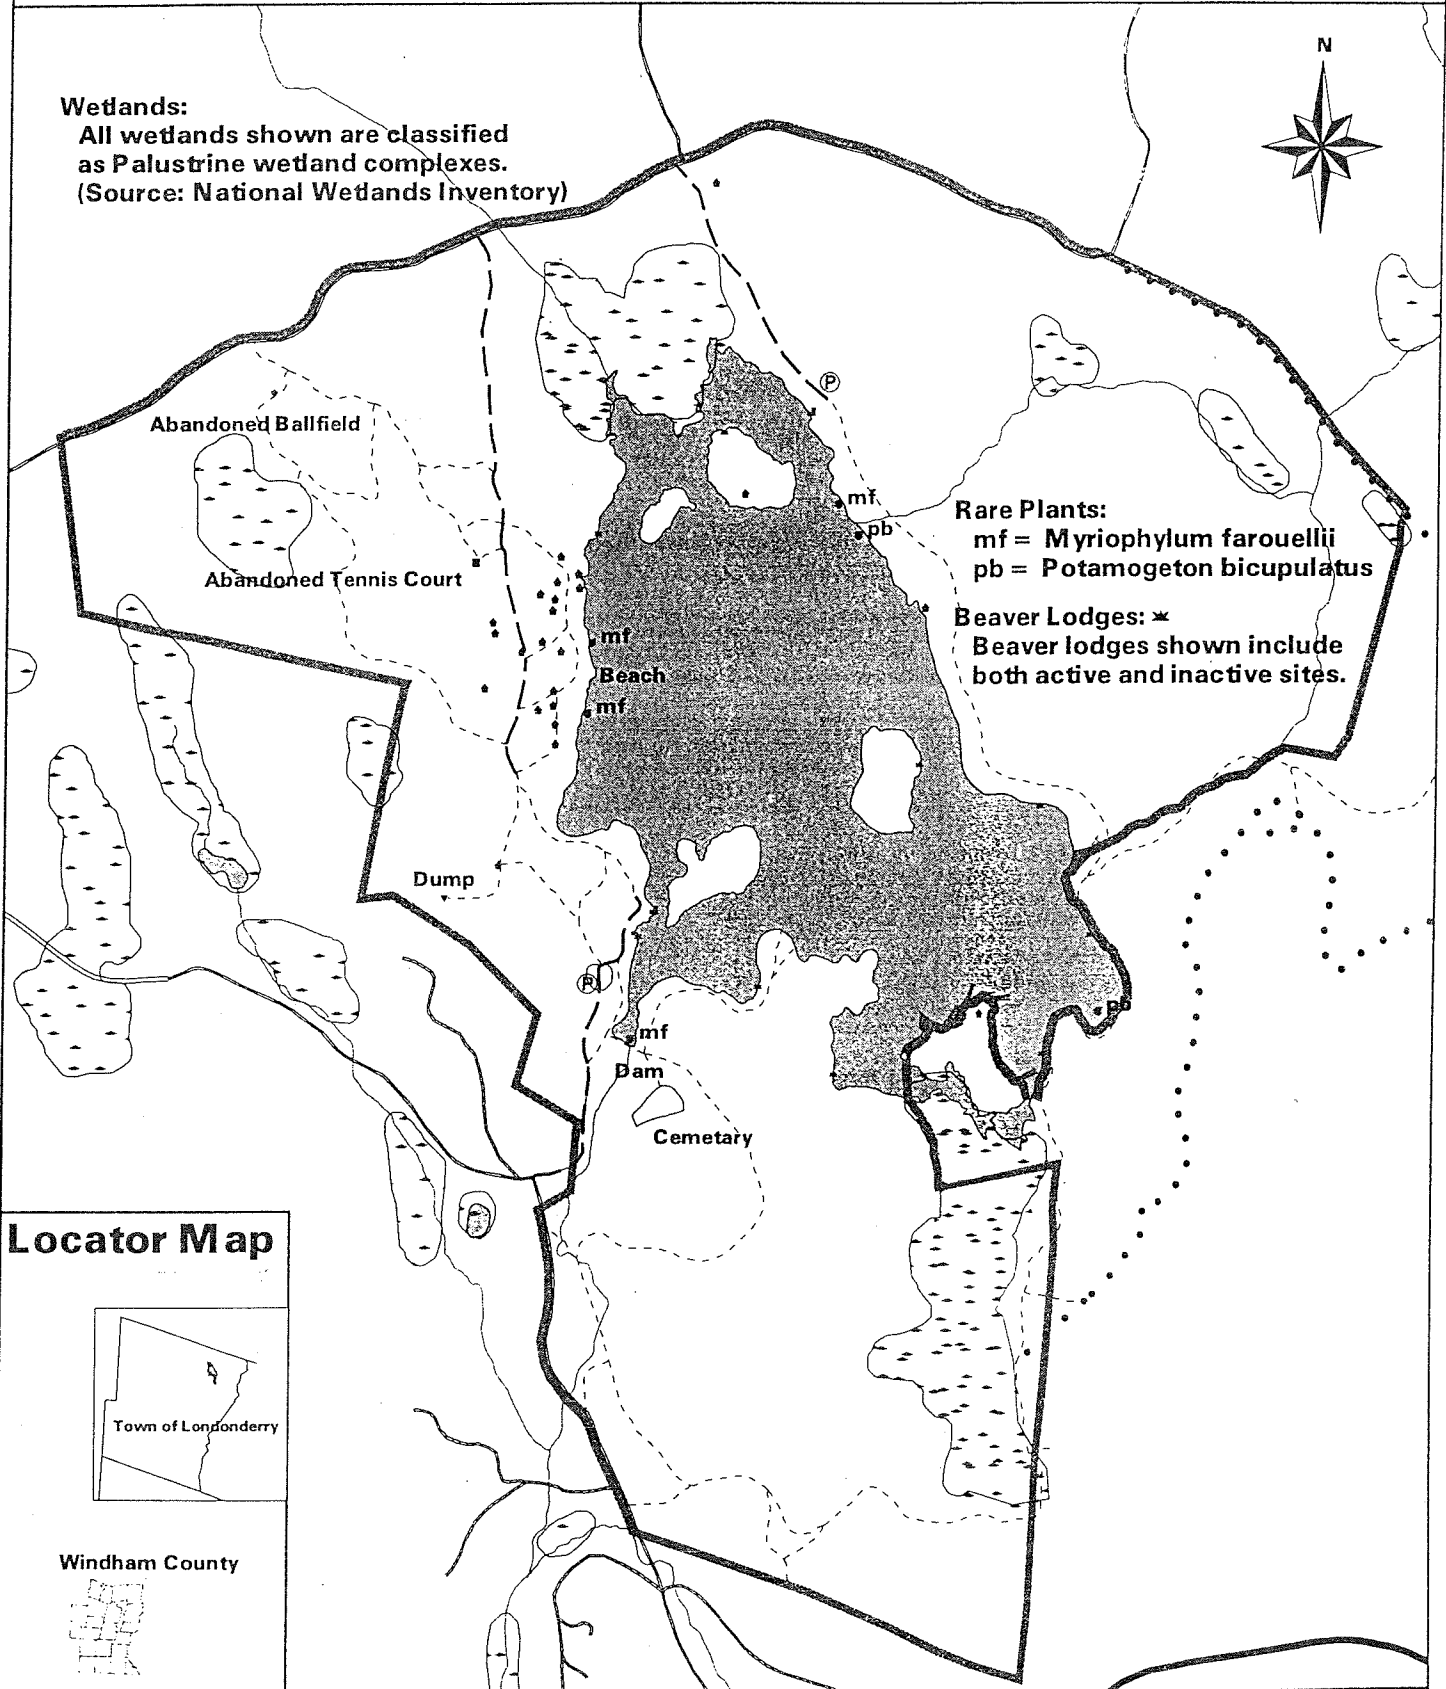 N
Wetlands:
All wetlands shown are classified
as Palustrine wetland complexes.
(Source: National Wetlands Inventory)
P
Abandoned Ballfield
mf
pb
Rare Plants:
mf = Myriophylum farouellii
pb = Potamogeton bicupulatus
Abandoned Tennis Court
Beaver Lodges:
Beaver lodges shown include
both active and inactive sites.
mf
Beach
mf
Dump
P
pb
mf
Dam
Cemetary
Locator Map
Town of Londonderry
Windham County